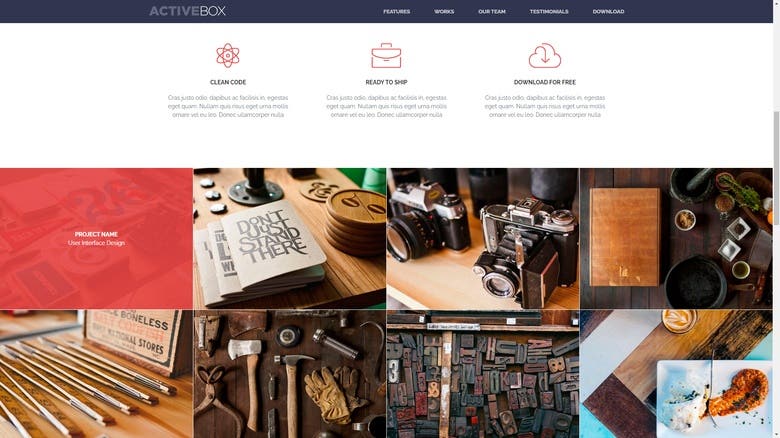 ACTIVEBOX
FEATURES
WORKS
OUR TEAM
TESTIMONIALS
DOWNLOAD
CLEAN CODE
Cras justo odio, dapibus ac facilisis in, egestas
eget quam. Nullam quis risus eget urna mollis
ornare vel eu leo. Donec ullamcorper nulla
READY TO SHIP
Cras justo odio, dapibus ac facilisis in, egestas
eget quam. Nullam quis risus eget urna mollis
ornare vel eu leo. Donec ullamcorper nulla
DOWNLOAD FOR FREE
Cras justo odio, dapibus ac facilisis in, egestas
eget quam. Nullam quis risus eget urna mollis
ornare vel eu leo. Donec ullamcorper nulla
PROJECT NAME
User Interface Design
DON'T
JUST
STAND
THERE
BONELESS
NATIONAL STORES